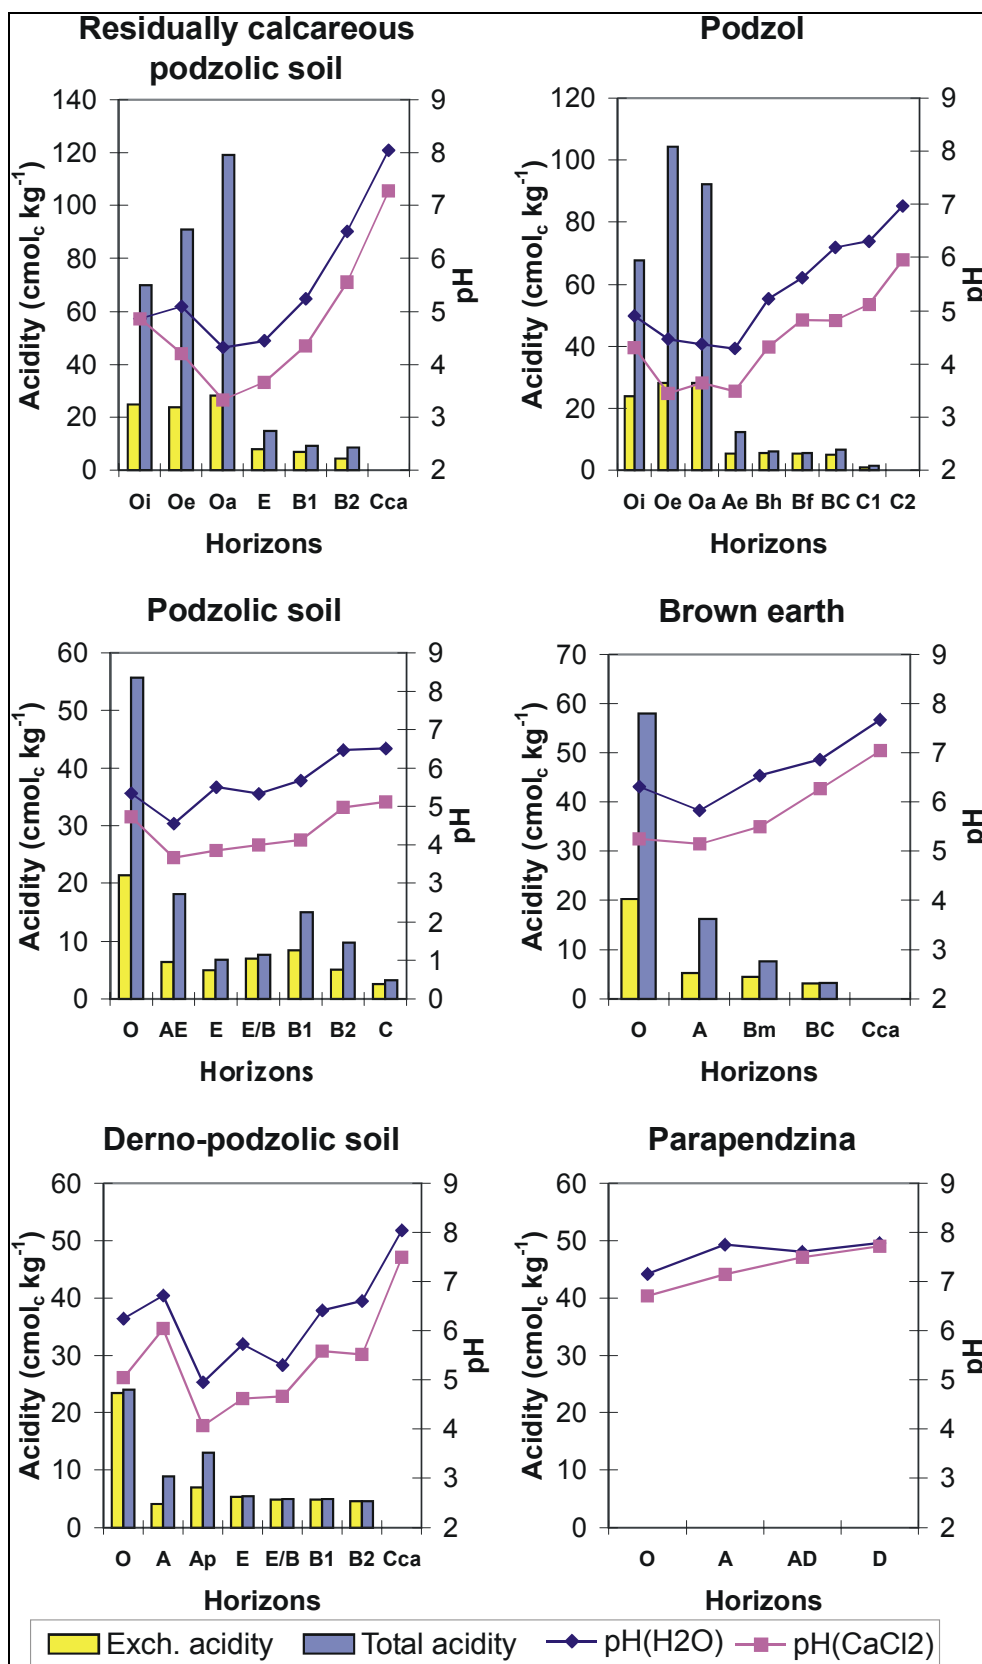 Residually calcareous
podzolic soil
140
120
100
80
60
40
20
0
Acidity (cmolc kg-1)
9
8
7
6
5
4
3
2
pH
Oi Oe Oa E B1 B2 Cca
Horizons
Podzol
120
100
80
60
40
20
0
Acidity (cmolc kg-1)
9
8
7
6
5
4
3
2
pH
Oi Oe Oa Ae Bh Bf BC C1 C2
Horizons
Podzolic soil
60
50
40
30
20
10
0
Acidity (cmolc kg-1)
9
8
7
6
5
4
3
2
1
0
pH
O AE E E/B B1 B2 C
Horizons
Brown earth
70
60
50
40
30
20
10
0
Acidity (cmolc kg-1)
9
8
7
6
5
4
3
2
pH
O A Bm BC Cca
Horizons
Derno-podzolic soil
60
50
40
30
20
10
0
Acidity (cmolc kg-1)
9
8
7
6
5
4
3
2
pH
O A Ap E E/B B1 B2 Cca
Horizons
Parapendzina
60
50
40
30
20
10
0
Acidity (cmolc kg-1)
9
8
7
6
5
4
3
2
pH
O A AD D
Horizons
Exch. acidity Total acidity pH(H2O) pH(CaCl2)